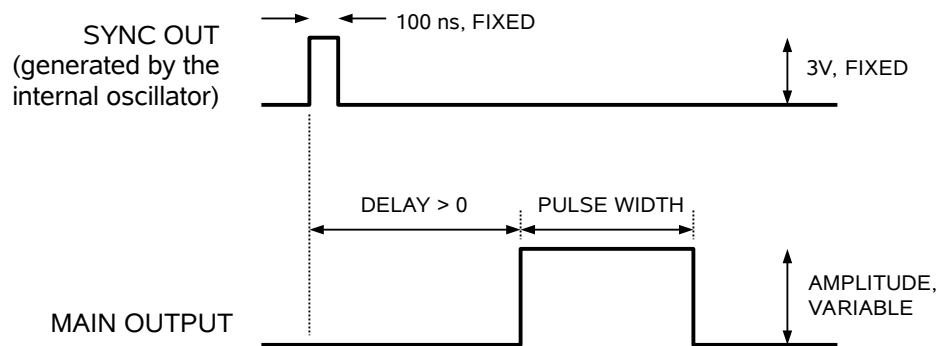 100 ns, FIXED
SYNC OUT
(generated by the
internal oscillator)
3V, FIXED
DELAY > 0
PULSE WIDTH
AMPLITUDE,
VARIABLE
MAIN OUTPUT